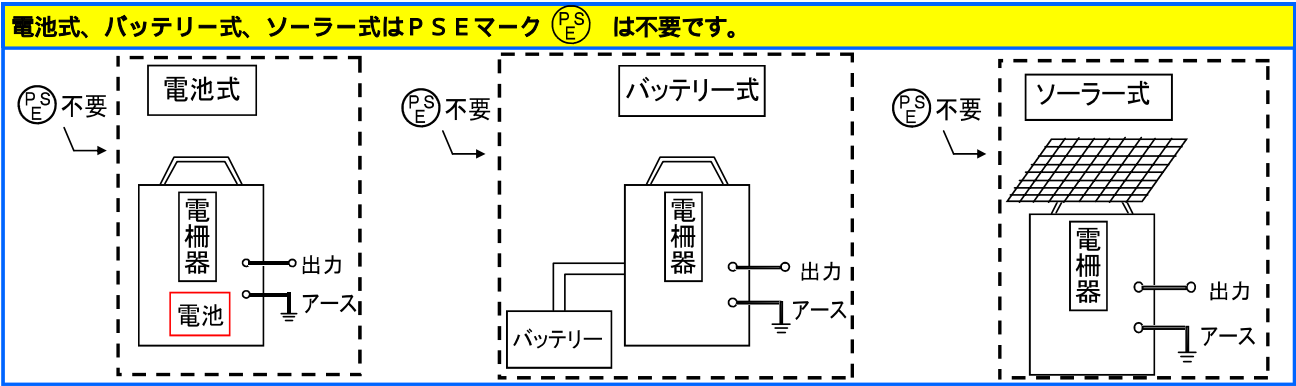 電池式、バッテリー式、ソーラー式はＰＳＥマーク PSE は不要です。
PSE 不要
電池式
電柵器
電池
出力
アース
PSE 不要
バッテリー式
電柵器
バッテリー
出力
アース
PSE 不要
ソーラー式
電柵器
出力
アース